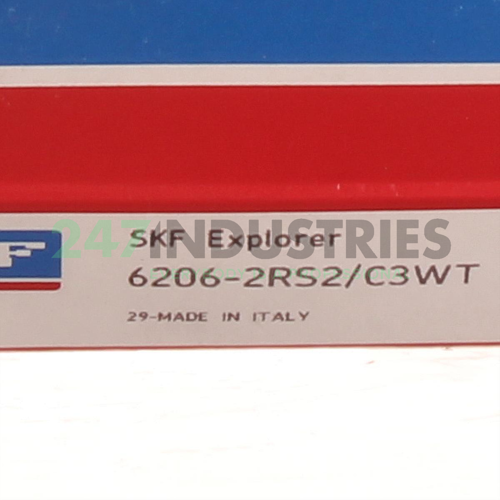 SKF Explorer
6206-2RS2/C3WT
29-MADE IN ITALY
247INDUSTRIES
F